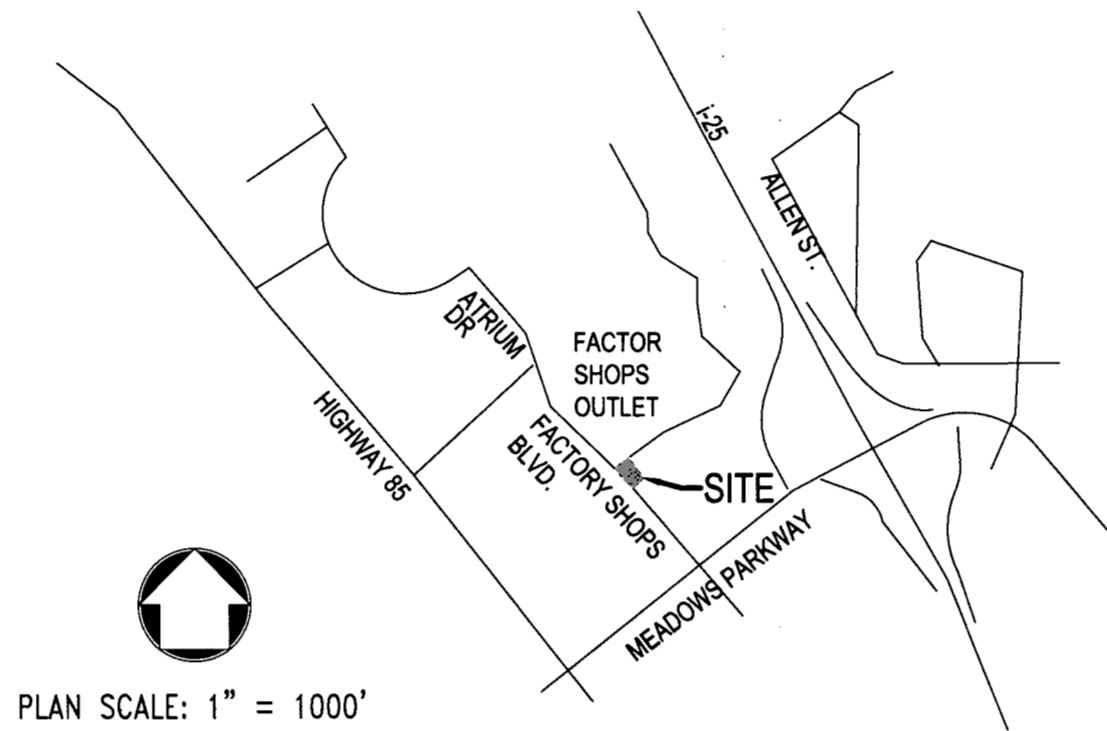 i-25
ALLEN ST.
ATRIUM
DR
FACTOR
SHOPS
OUTLET
HIGHWAY 85
FACTORY SHOPS
BLVD.
SITE
MEADOWS PARKWAY
PLAN SCALE: 1" = 1000'